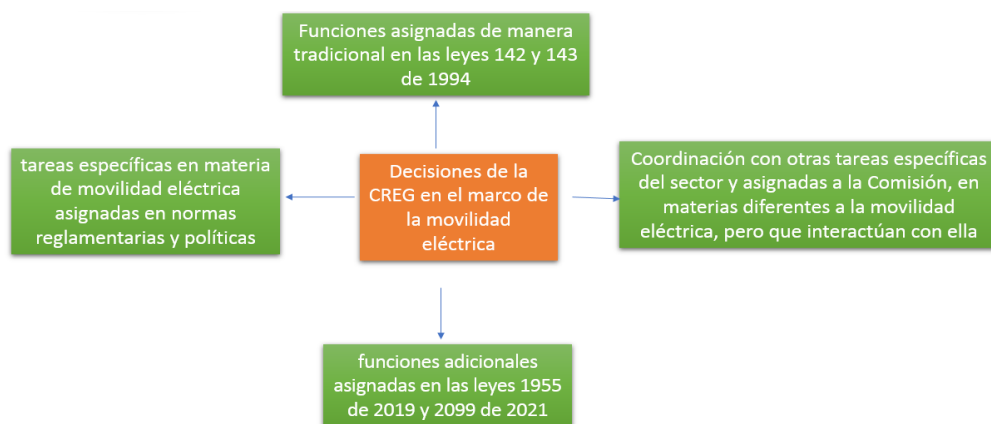 Funciones asignadas de manera
tradicional en las leyes 142 y 143
de 1994
tareas específicas en materia
de movilidad eléctrica
asignadas en normas
reglamentarias y políticas
Decisiones de la
CREG en el marco de
la movilidad
eléctrica
Coordinación con otras tareas específicas
del sector y asignadas a la Comisión, en
materias diferentes a la movilidad
eléctrica, pero que interactúan con ella
funciones adicionales
asignadas en las leyes 1955
de 2019 y 2099 de 2021